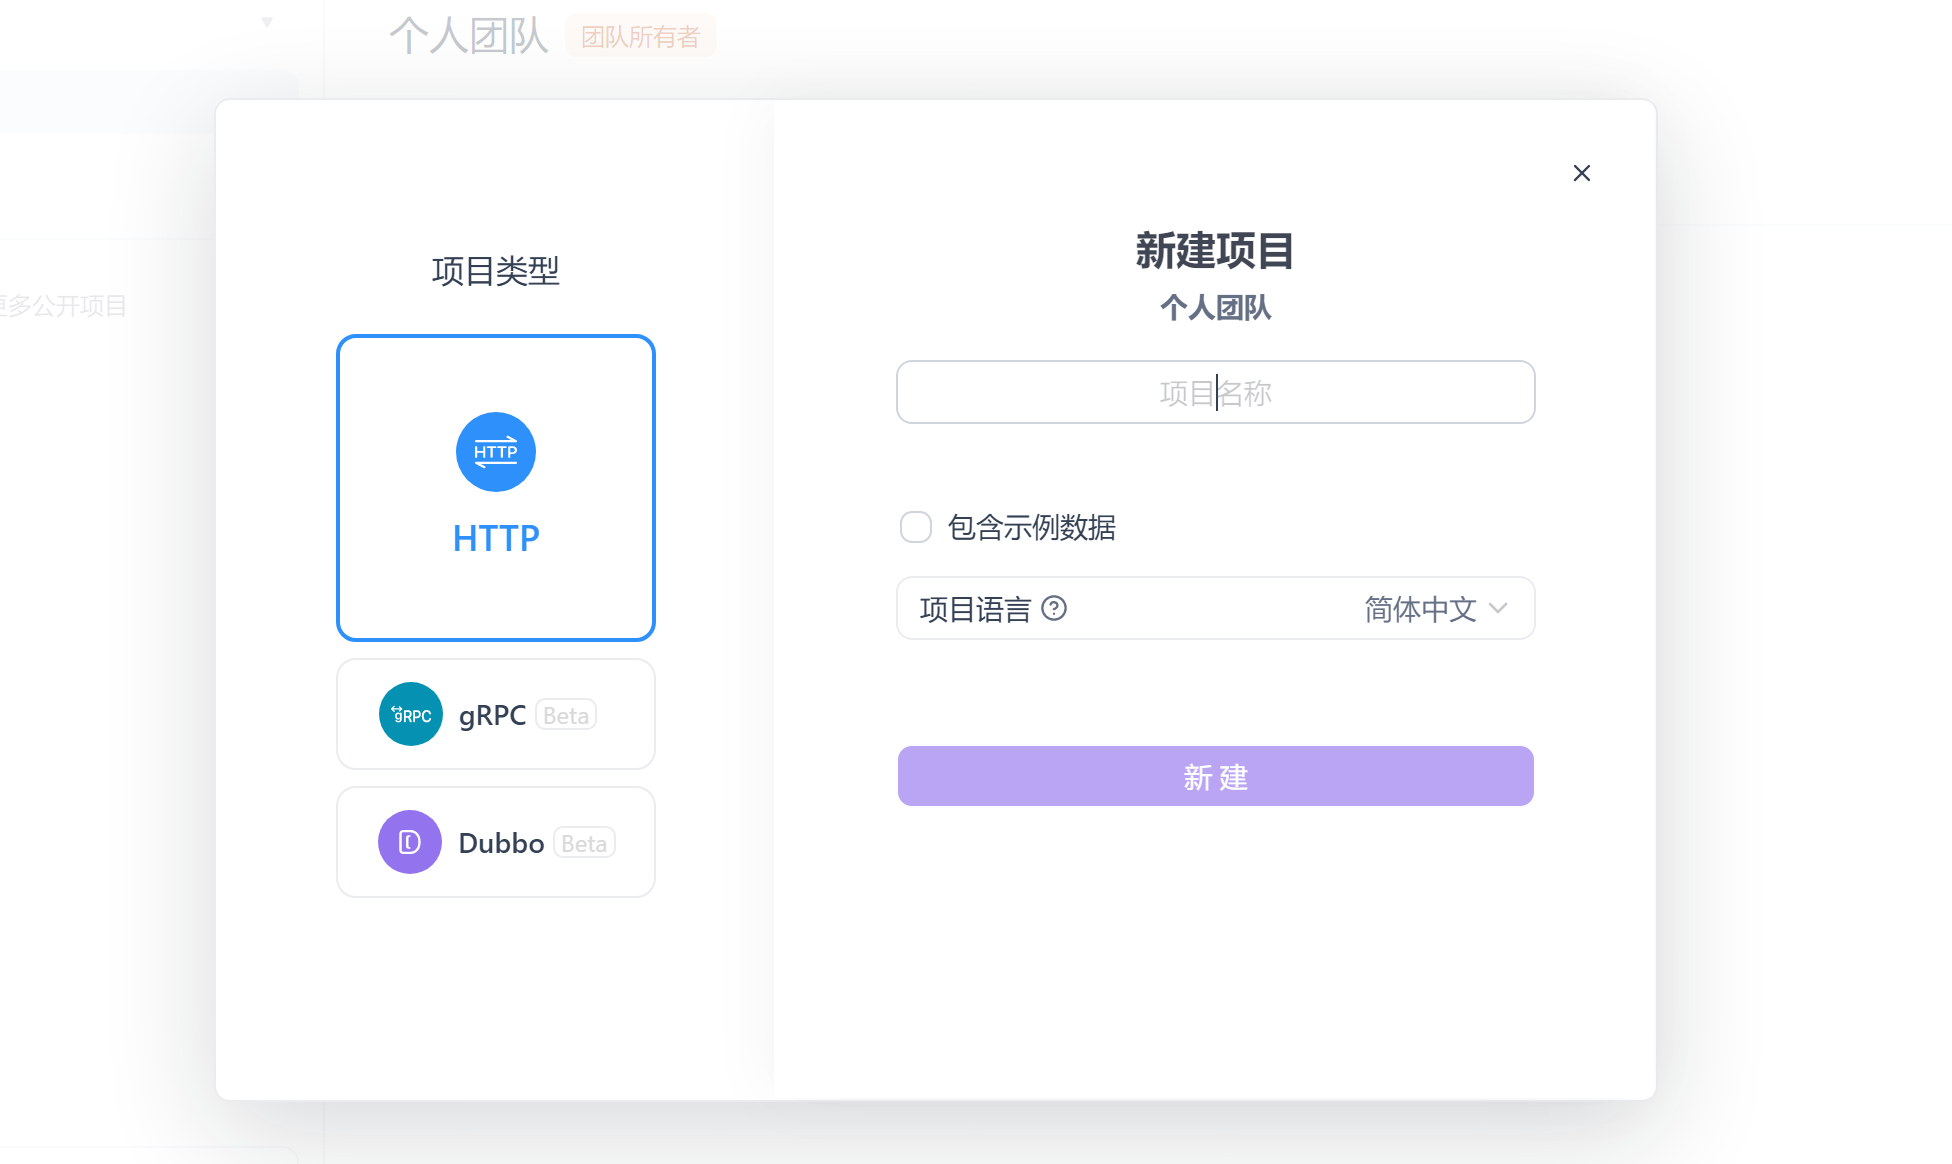 个人团队 团队所有者
多公开项目
项目类型
HTTP
HTTP
gRPC gRPC Beta
Dubbo Beta
新建项目
个人团队
项目名称
包含示例数据
项目语言 简体中文
新建